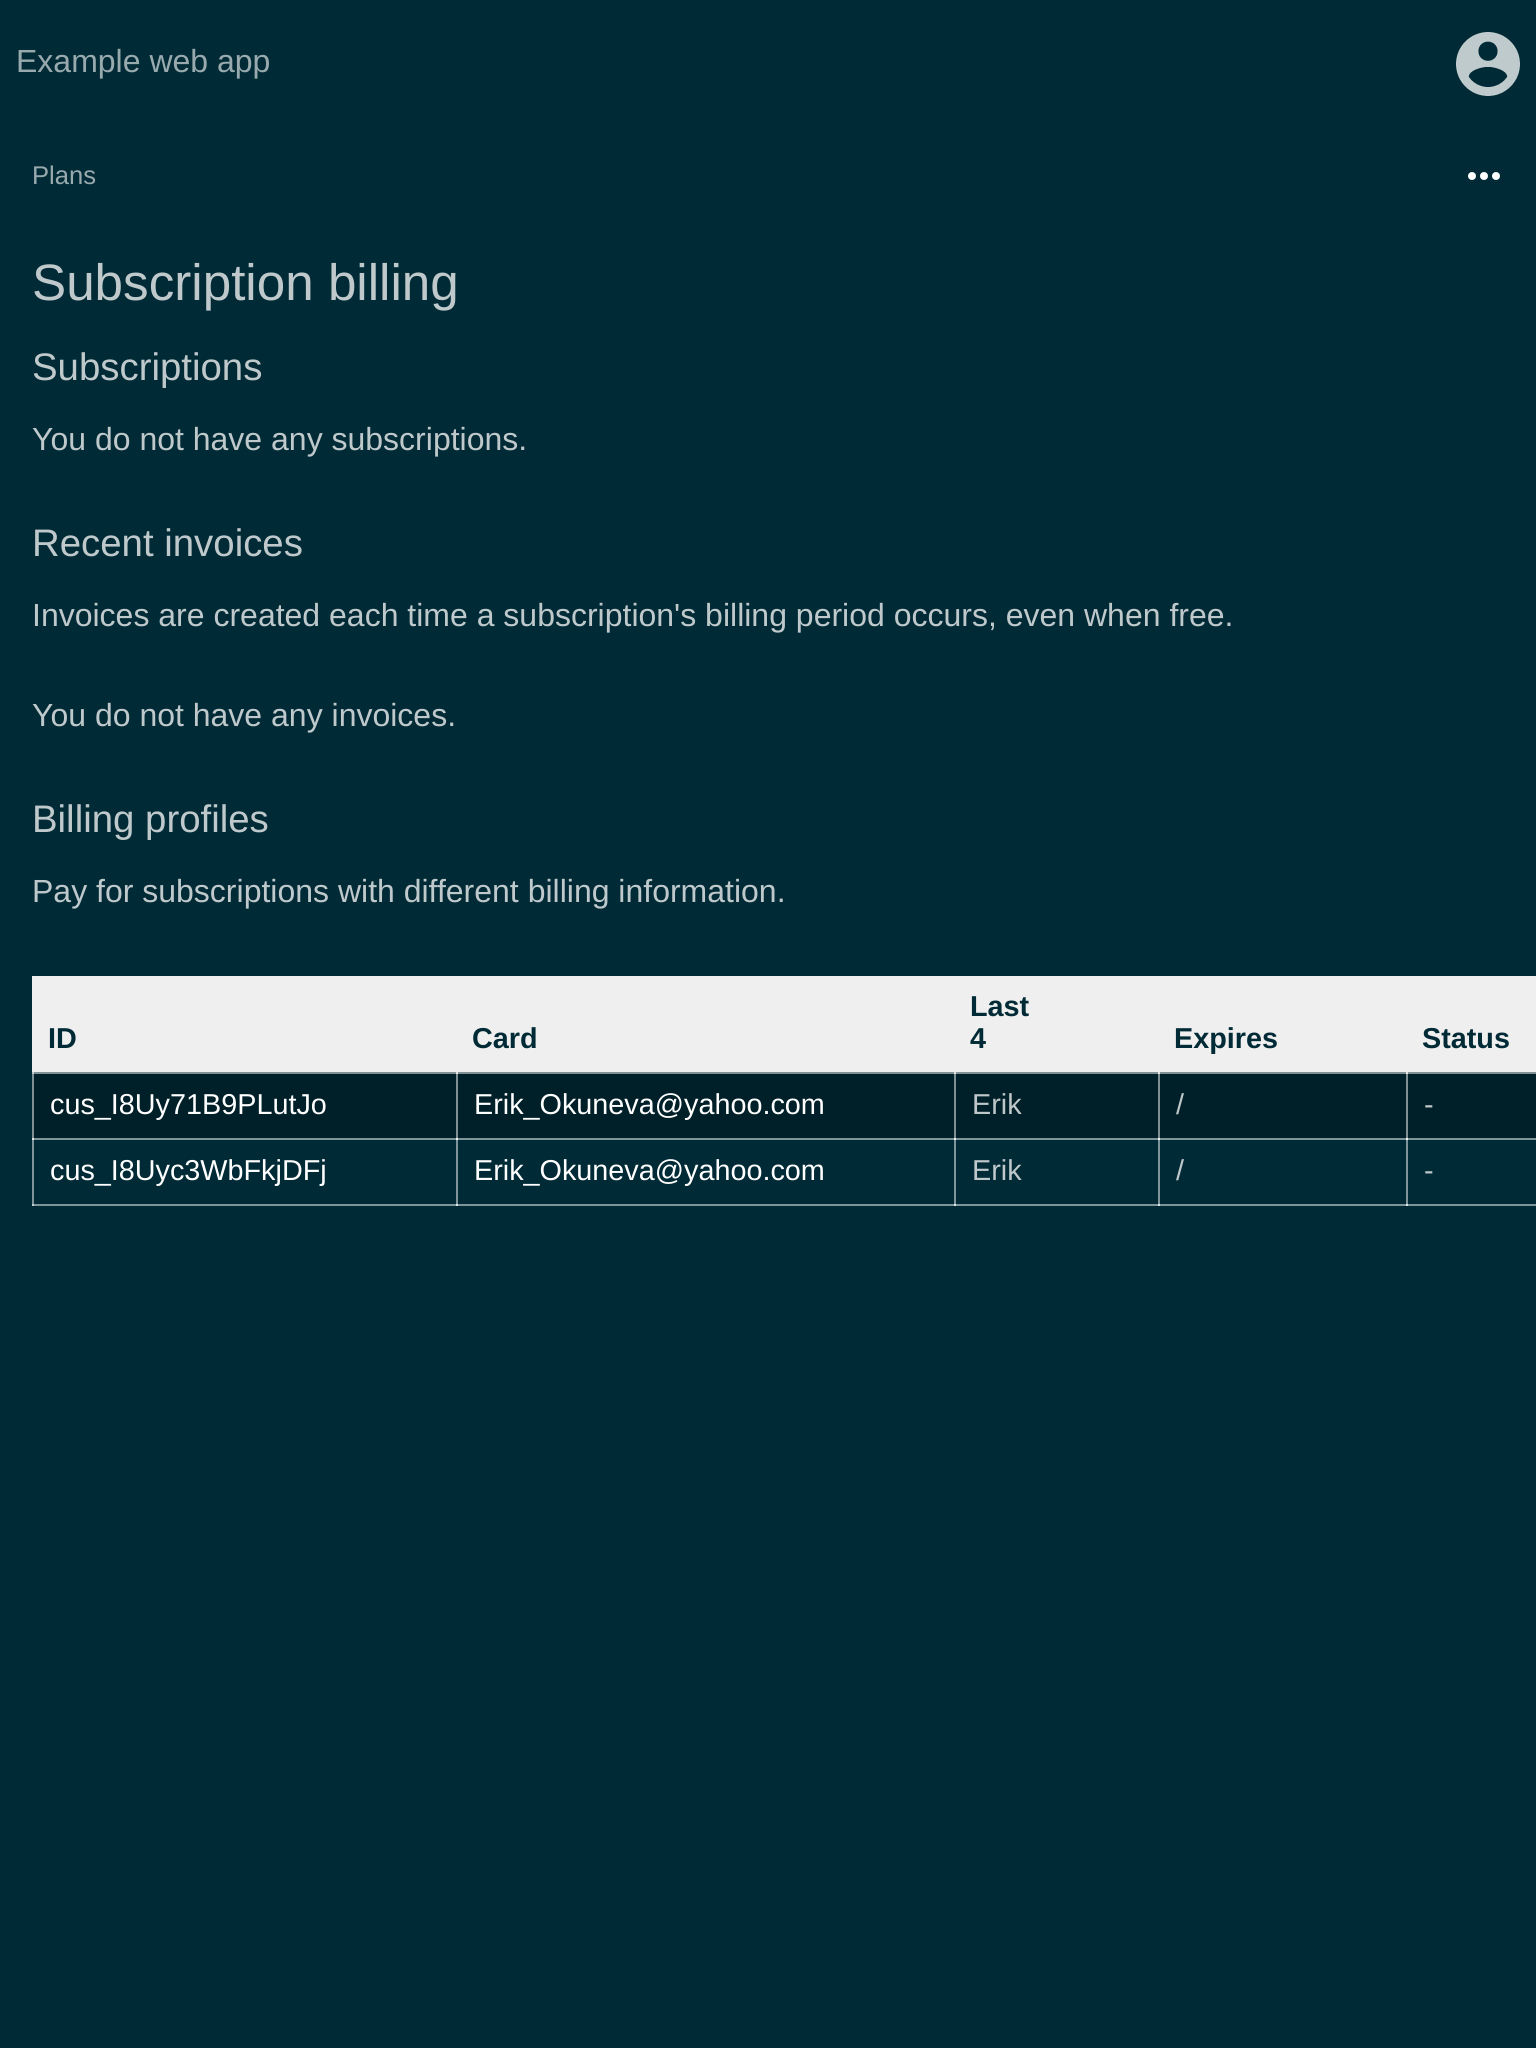 Example web app
Plans
Subscription billing
Subscriptions
You do not have any subscriptions.
Recent invoices
Invoices are created each time a subscription's billing period occurs, even when free.
You do not have any invoices.
Billing profiles
Pay for subscriptions with different billing information.
ID Card Last 4 Expires Status
cus_I8Uy71B9PLutJo Erik_Okuneva@yahoo.com Erik / -
cus_I8Uyc3WbFkjDFj Erik_Okuneva@yahoo.com Erik / -